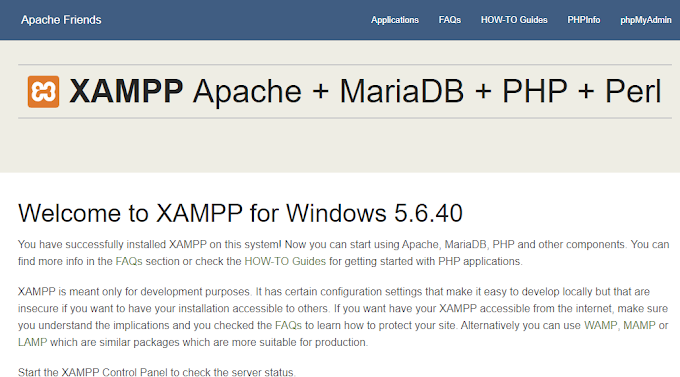 Apache Friends
Applications FAQs HOW-TO Guides PHPInfo phpMyAdmin
XAMPP Apache + MariaDB + PHP + Perl
Welcome to XAMPP for Windows 5.6.40
You have successfully installed XAMPP on this system! Now you can start using Apache, MariaDB, PHP and other components. You can
find more info in the FAQs section or check the HOW-TO Guides for getting started with PHP applications.
XAMPP is meant only for development purposes. It has certain configuration settings that make it easy to develop locally but that are
insecure if you want to have your installation accessible to others. If you want have your XAMPP accessible from the internet, make sure
you understand the implications and you checked the FAQs to learn how to protect your site. Alternatively you can use WAMP, MAMP or
LAMP which are similar packages which are more suitable for production.
Start the XAMPP Control Panel to check the server status.